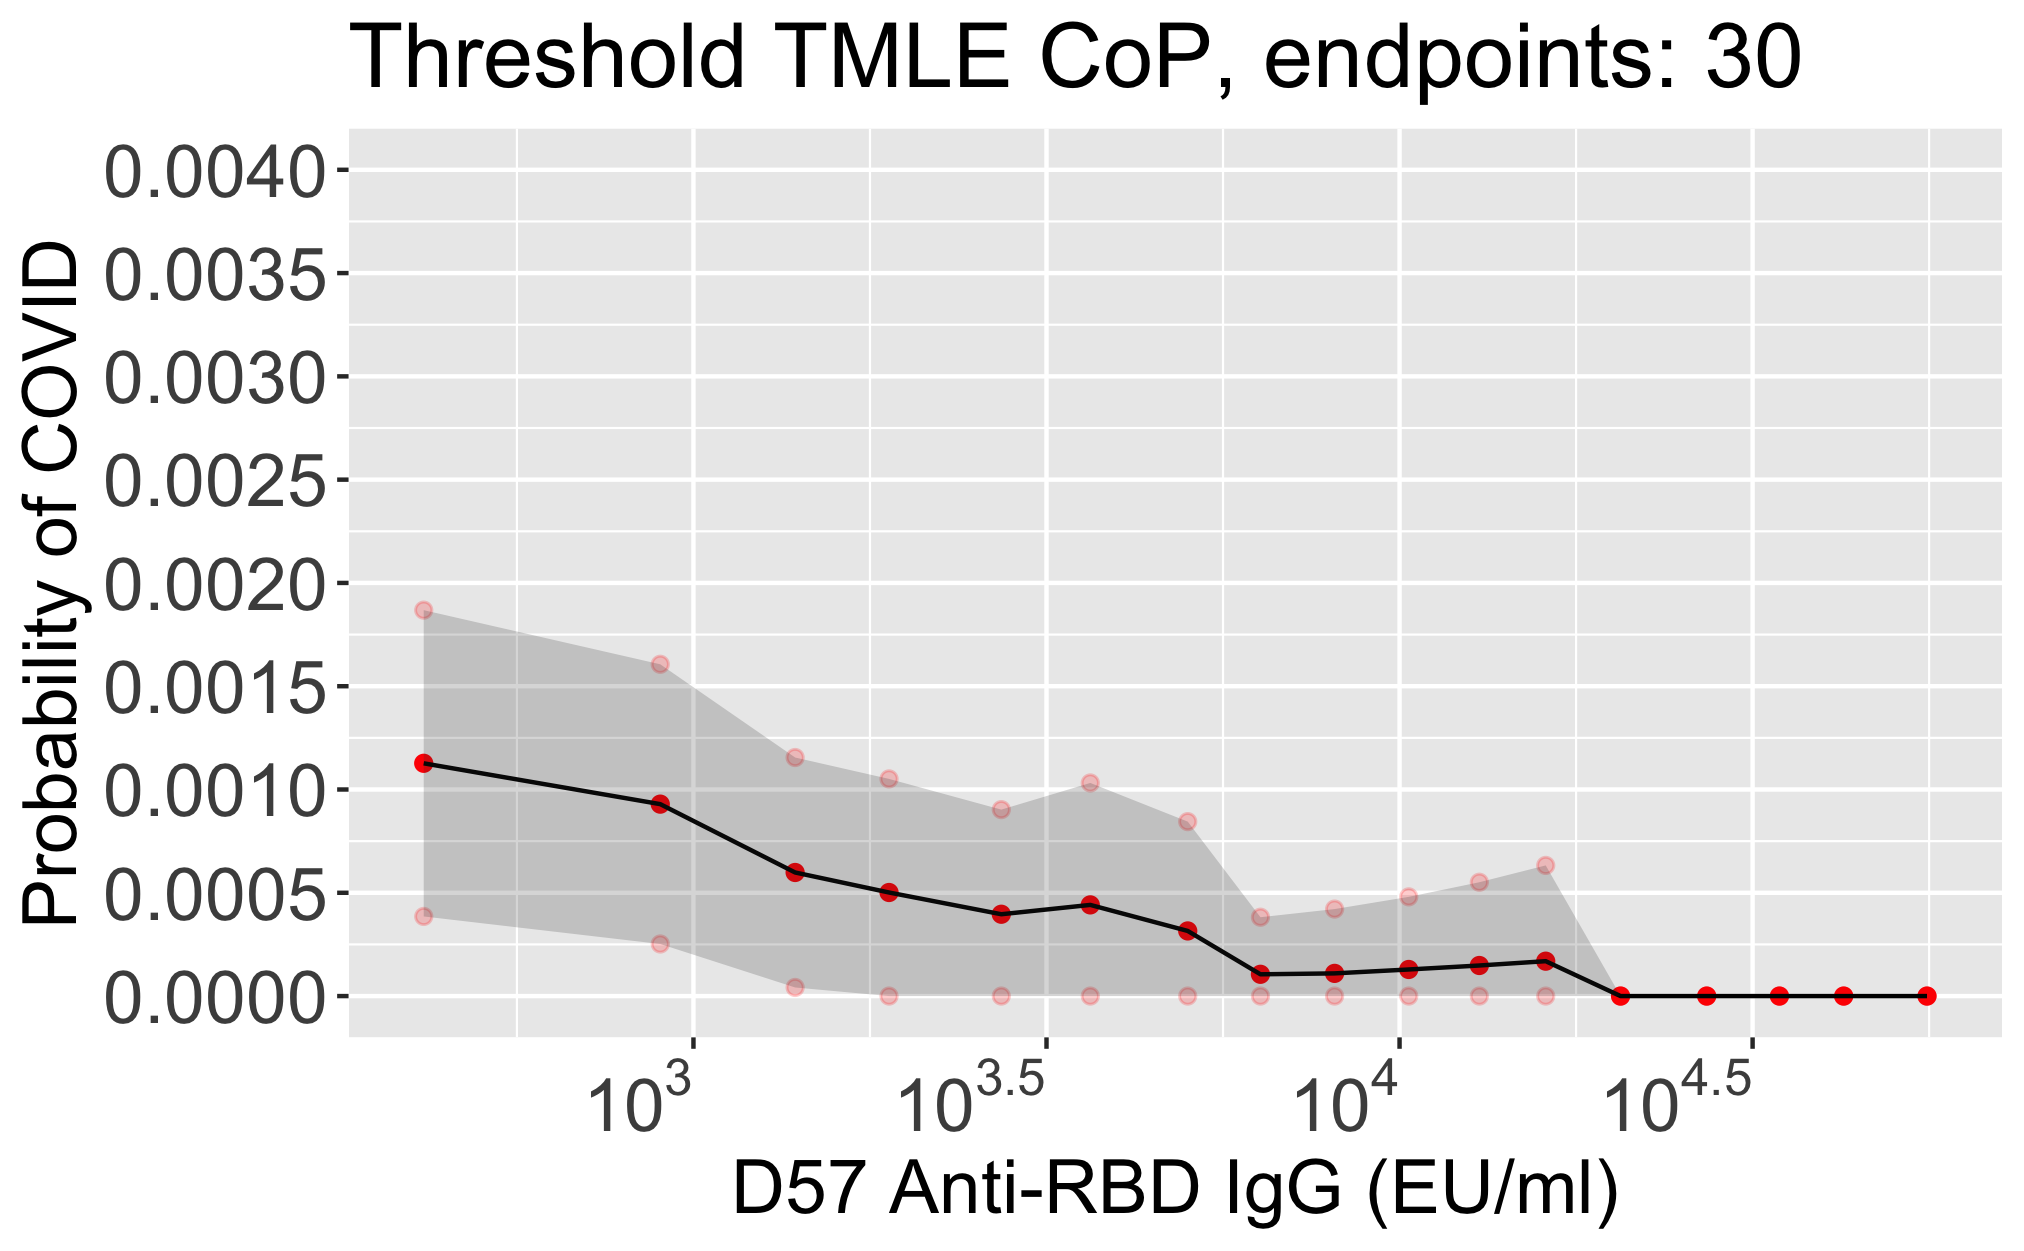 Threshold TMLE CoP, endpoints: 30
Probability of COVID
0.0040
0.0035
0.0030
0.0025
0.0020
0.0015
0.0010
0.0005
0.0000
10^3 10^3.5 10^4 10^4.5
D57 Anti-RBD IgG (EU/ml)